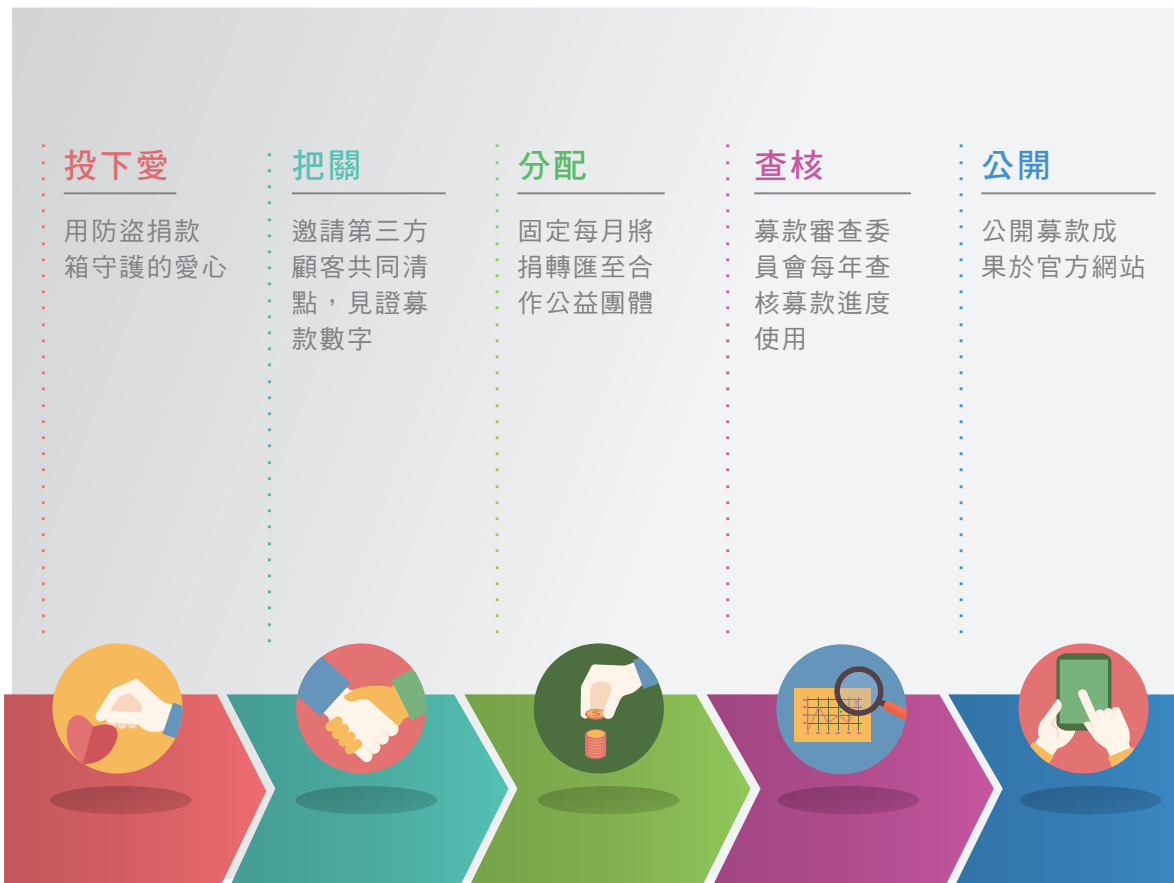 投下愛
用防盜捐款
箱守護的愛心
把關
邀請第三方
顧客共同清
點，見證募
款數字
分配
固定每月將
捐轉匯至合
作公益團體
查核
募款審查委
員會每年查
核募款進度
使用
公開
公開募款成
果於官方網站